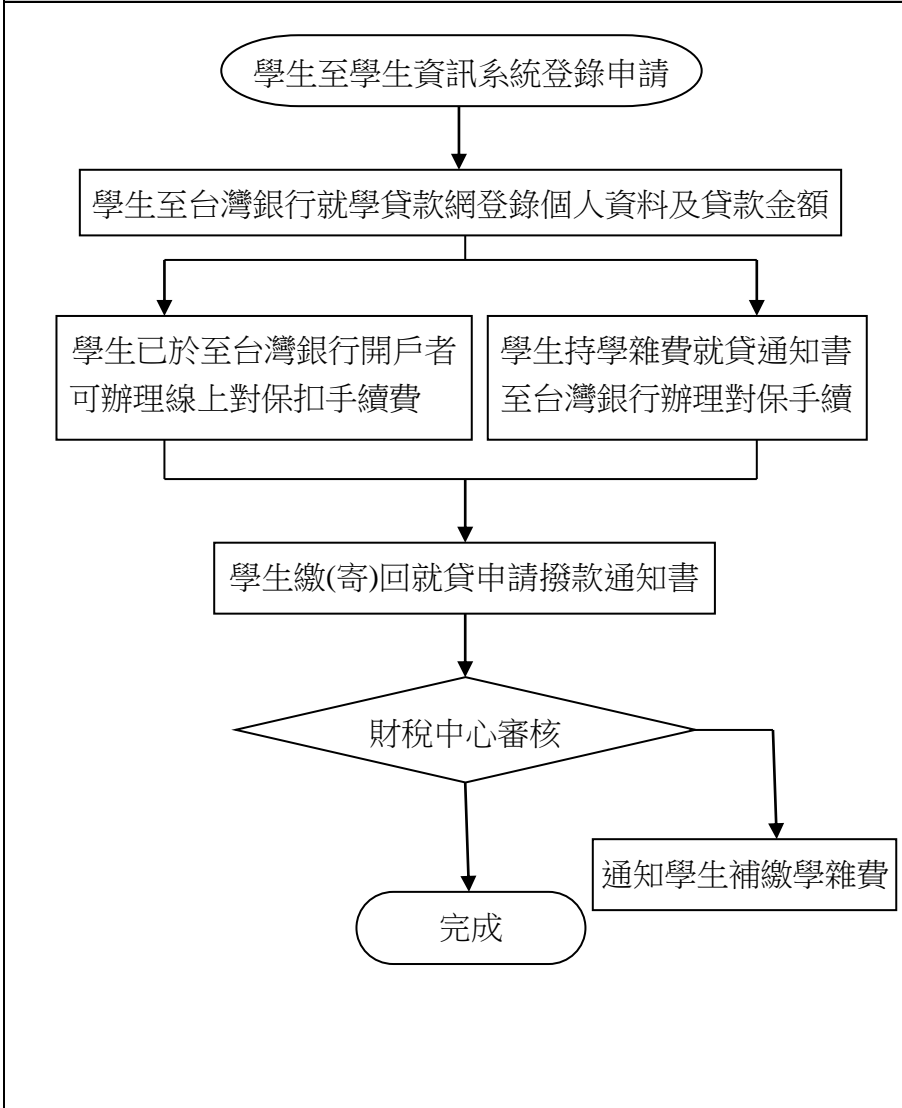 學生至學生資訊系統登錄申請
學生至台灣銀行就學貸款網登錄個人資料及貸款金額
學生已於至台灣銀行開戶者
可辦理線上對保扣手續費
學生持學雜費就貸通知書
至台灣銀行辦理對保手續
學生繳(寄)回就貸申請撥款通知書
財稅中心審核
通知學生補繳學雜費
完成